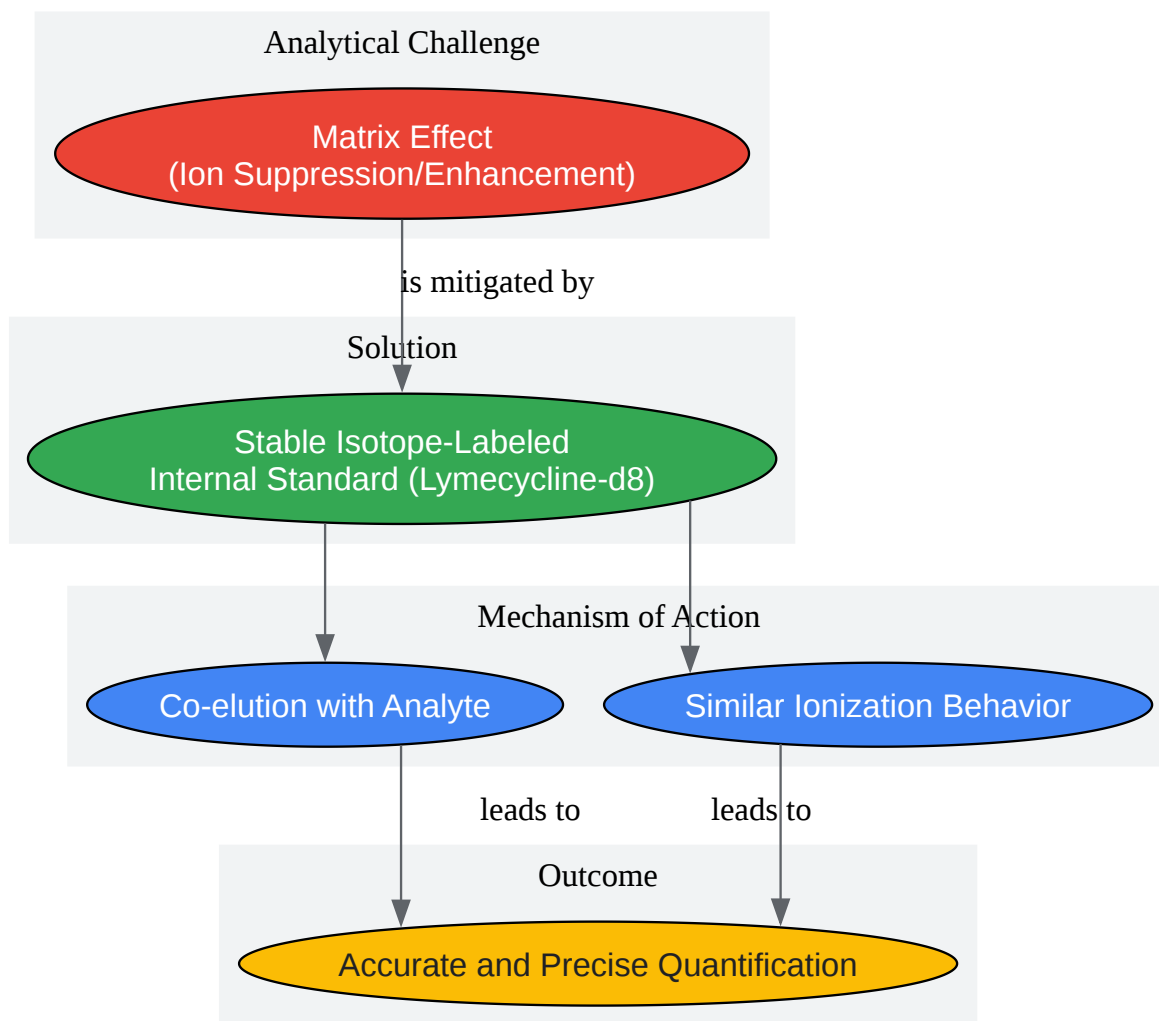 Analytical Challenge
Matrix Effect
(Ion Suppression/Enhancement)
is mitigated by
Solution
Stable Isotope-Labeled
Internal Standard (Lymecycline-d8)
Mechanism of Action
Co-elution with Analyte
Similar Ionization Behavior
leads to
leads to
Outcome
Accurate and Precise Quantification